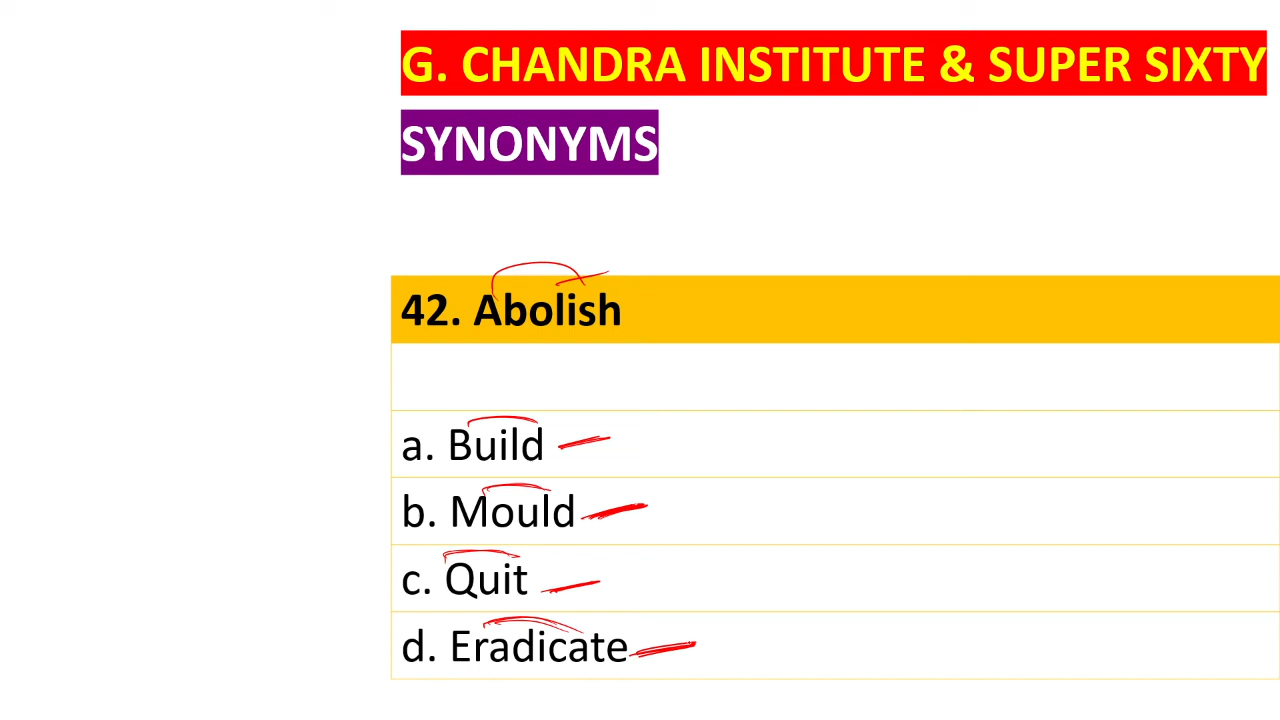 G. CHANDRA INSTITUTE & SUPER SIXTY
SYNONYMS
42. Abolish
a. Build
b. Mould
c. Quit
d. Eradicate